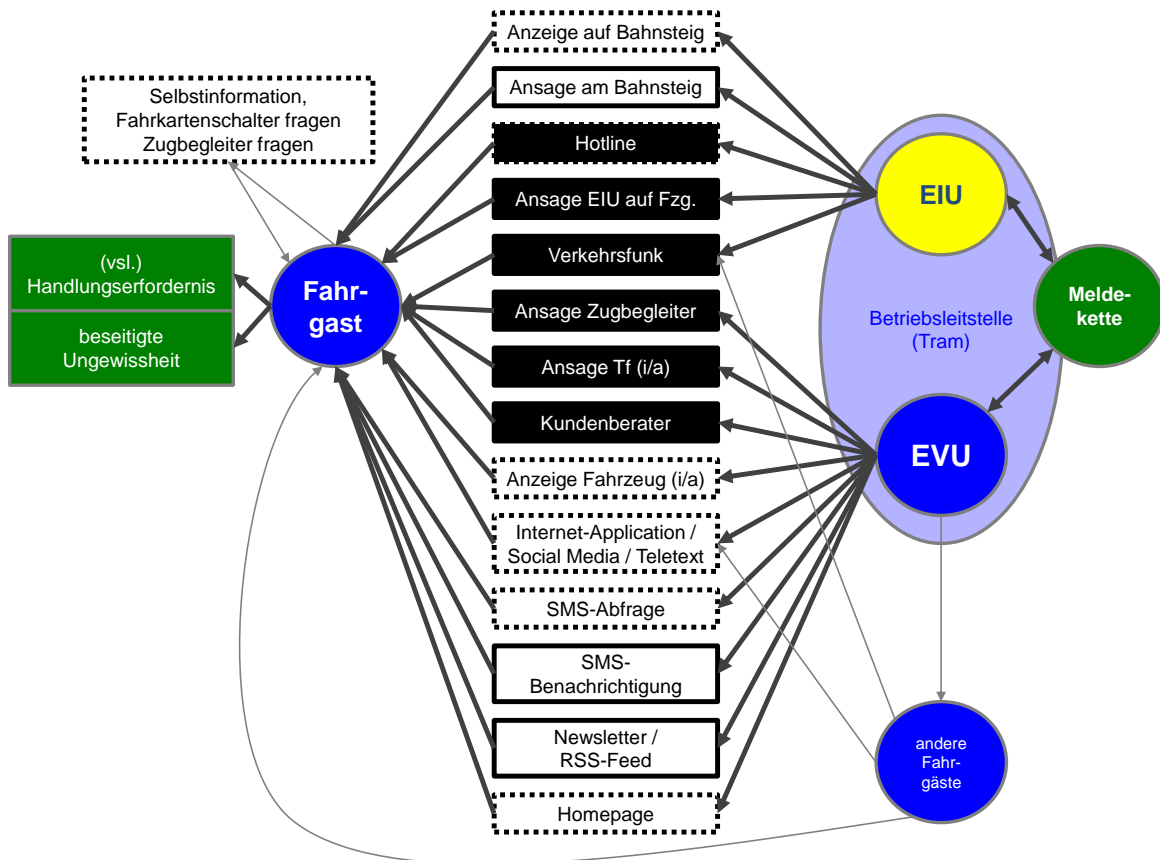 Anzeige auf Bahnsteig
Ansage am Bahnsteig
Selbstinformation,
Fahrkartenschalter fragen
Zugbegleiter fragen
Hotline
Ansage EIU auf Fzg.
Verkehrsfunk
Ansage Zugbegleiter
Ansage Tf (i/a)
Kundenberater
Anzeige Fahrzeug (i/a)
Internet-Application /
Social Media / Teletext
SMS-Abfrage
SMS-
Benachrichtigung
Newsletter /
RSS-Feed
Homepage
(vsl.)
Handlungserfordernis
beseitigte
Ungewissheit
Fahr-
gast
EIU
Betriebsleitstelle
(Tram)
Melde-
kette
EVU
andere
Fahr-
gäste